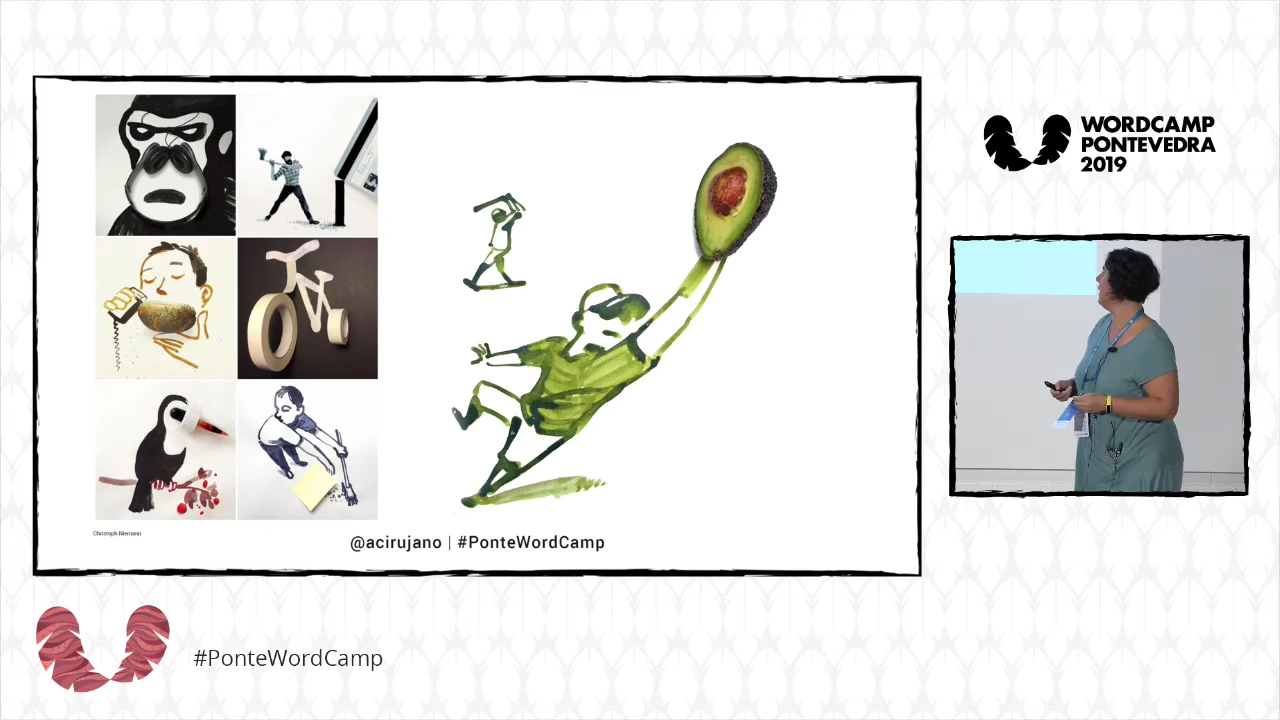 WORDCAMP
PONTEVEDRA
2019
Christoph Niemann
@acirujano | #PonteWordCamp
#PonteWordCamp